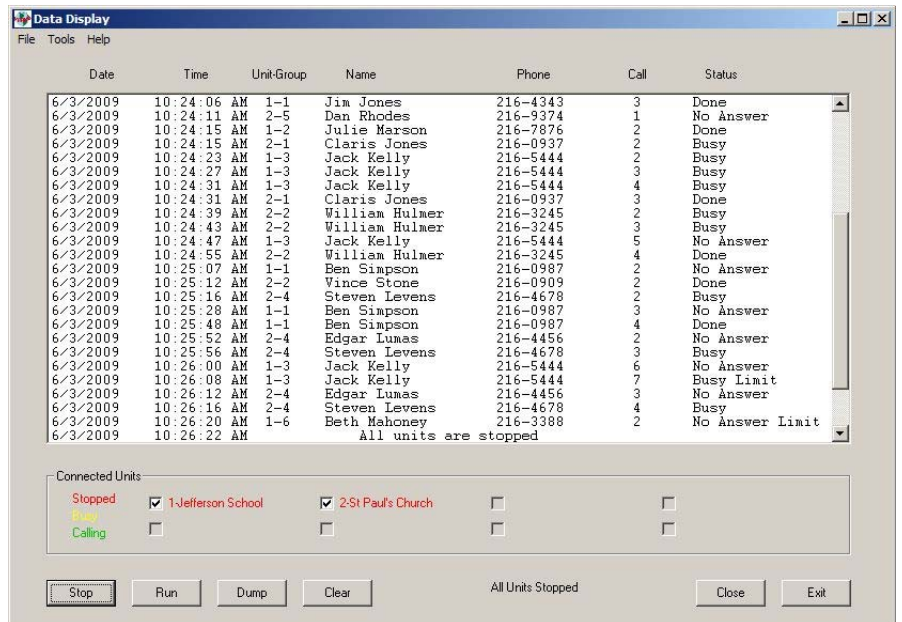 Data Display
File Tools Help
Date Time Unit-Group Name Phone Call Status
6/3/2009 10:24:06 AM 1-1 Jim Jones 216-4343 3 Done
6/3/2009 10:24:11 AM 2-5 Dan Rhodes 216-9374 1 No Answer
6/3/2009 10:24:15 AM 1-2 Julie Marson 216-7876 2 Done
6/3/2009 10:24:15 AM 2-1 Claris Jones 216-0937 2 Busy
6/3/2009 10:24:23 AM 1-3 Jack Kelly 216-5444 2 Busy
6/3/2009 10:24:27 AM 1-3 Jack Kelly 216-5444 3 Busy
6/3/2009 10:24:31 AM 1-3 Jack Kelly 216-5444 4 Busy
6/3/2009 10:24:31 AM 2-1 Claris Jones 216-0937 3 Done
6/3/2009 10:24:39 AM 2-2 William Hulmer 216-3245 2 Busy
6/3/2009 10:24:43 AM 2-2 William Hulmer 216-3245 3 Busy
6/3/2009 10:24:47 AM 1-3 Jack Kelly 216-5444 5 No Answer
6/3/2009 10:24:55 AM 2-2 William Hulmer 216-3245 4 Done
6/3/2009 10:25:07 AM 1-1 Ben Simpson 216-0987 2 No Answer
6/3/2009 10:25:12 AM 2-2 Vince Stone 216-0909 2 Done
6/3/2009 10:25:16 AM 2-4 Steven Levens 216-4678 2 Busy
6/3/2009 10:25:28 AM 1-1 Ben Simpson 216-0987 3 No Answer
6/3/2009 10:25:48 AM 1-1 Ben Simpson 216-0987 4 Done
6/3/2009 10:25:52 AM 2-4 Edgar Lumas 216-4456 2 No Answer
6/3/2009 10:25:56 AM 2-4 Steven Levens 216-4678 3 Busy
6/3/2009 10:26:00 AM 1-3 Jack Kelly 216-5444 6 No Answer
6/3/2009 10:26:08 AM 1-3 Jack Kelly 216-5444 7 Busy Limit
6/3/2009 10:26:12 AM 2-4 Edgar Lumas 216-4456 3 No Answer
6/3/2009 10:26:16 AM 2-4 Steven Levens 216-4678 4 Busy
6/3/2009 10:26:20 AM 1-6 Beth Mahoney 216-3388 2 No Answer Limit
6/3/2009 10:26:22 AM All units are stopped
Connected Units
Stopped 1-Jefferson School 2-St Paul's Church
Busy
Calling
Stop Run Dump Clear All Units Stopped Close Exit